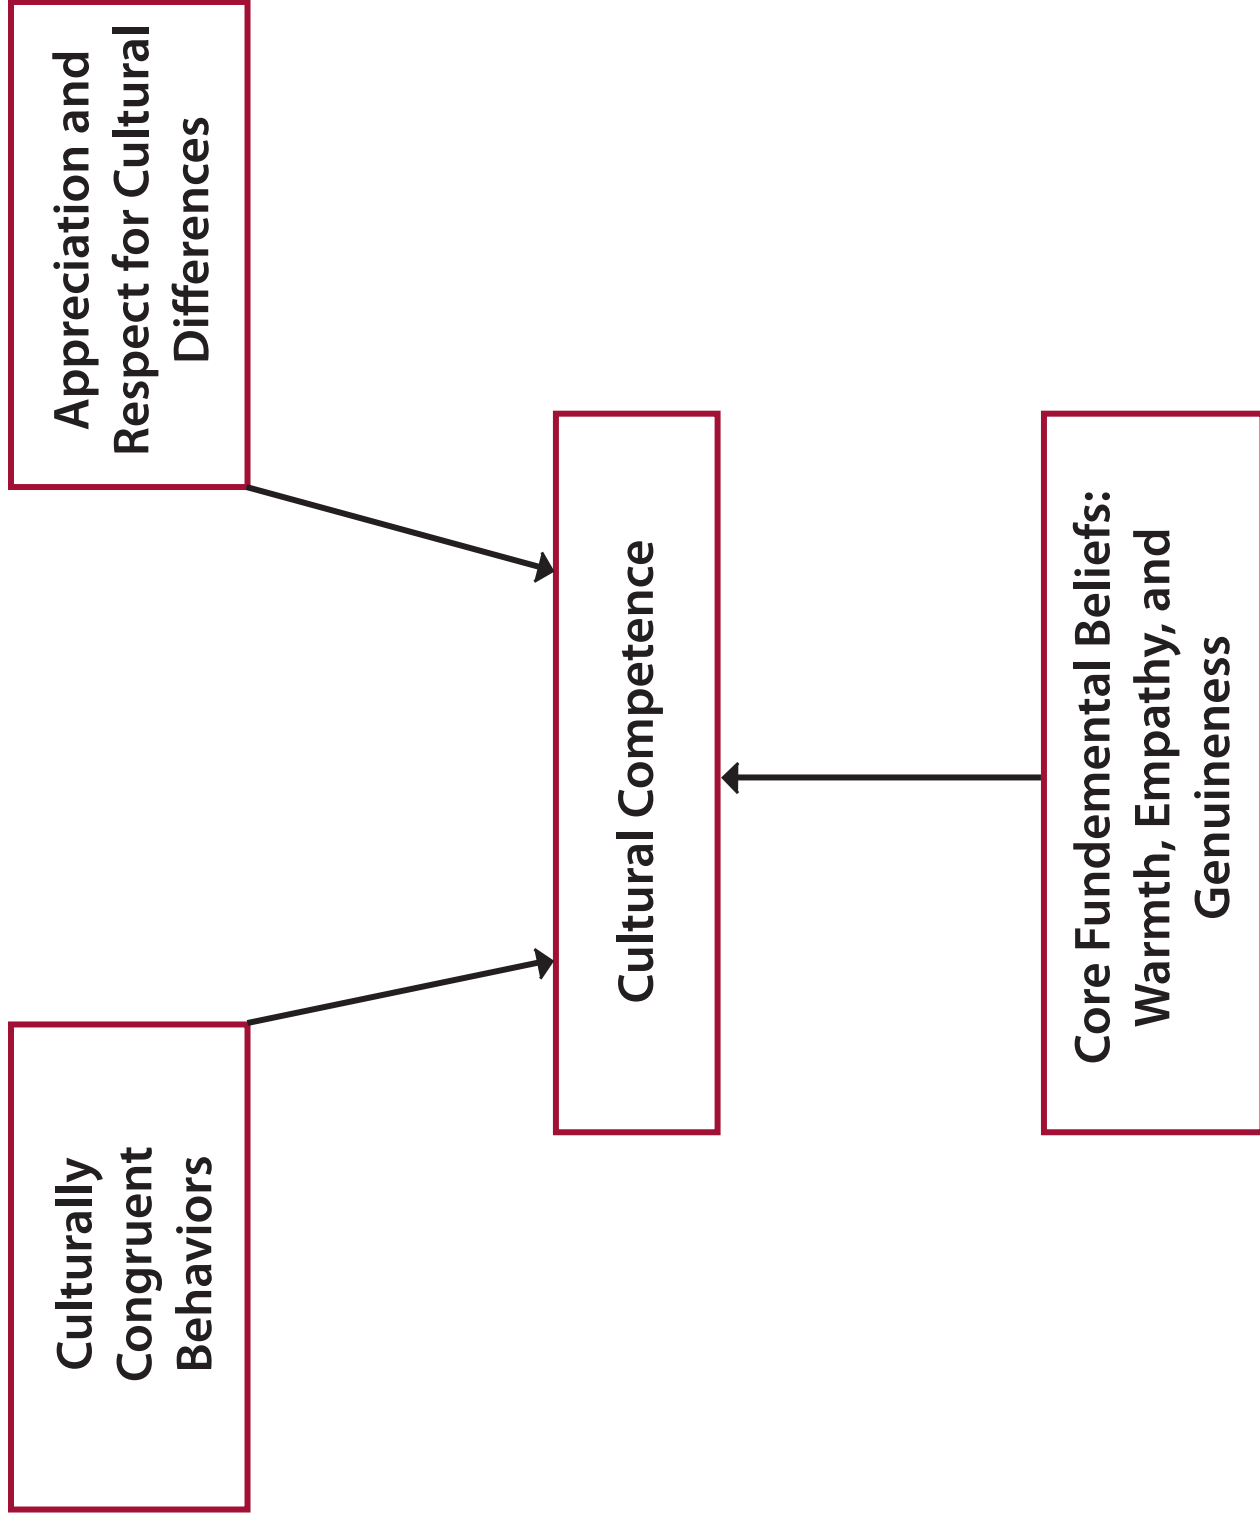 Culturally
Congruent
Behaviors
Appreciation and
Respect for Cultural
Differences
Cultural Competence
Core Fundemental Beliefs:
Warmth, Empathy, and
Genuineness